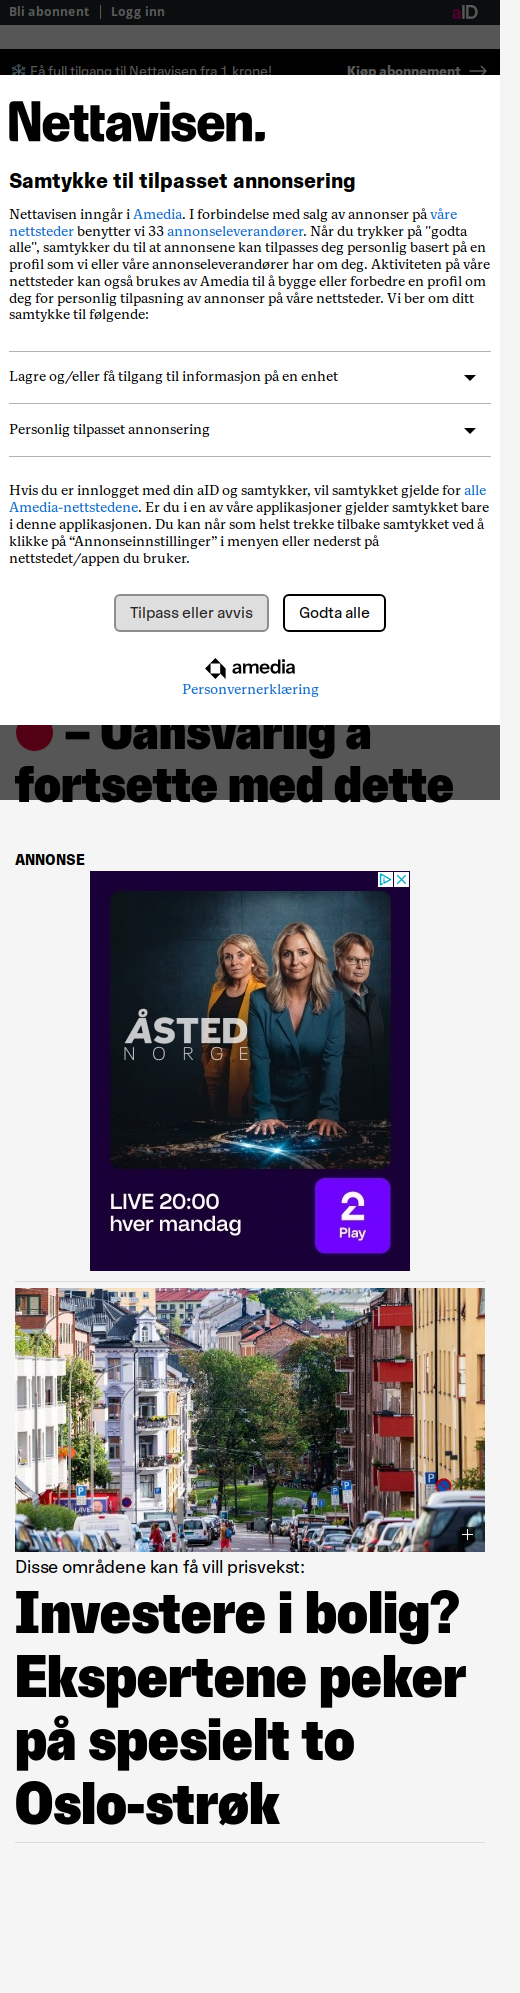 Bli abonnent | Logg inn
aID
Få full tilgang til Nettavisen fra 1 krone!
Kjøp abonnement
Nettavisen.
Samtykke til tilpasset annonsering
Nettavisen inngår i Amedia. I forbindelse med salg av annonser på våre
nettsteder benytter vi 33 annonseleverandører. Når du trykker på "godta
alle", samtykker du til at annonsene kan tilpasses deg personlig basert på en
profil som vi eller våre annonseleverandører har om deg. Aktiviteten på våre
nettsteder kan også brukes av Amedia til å bygge eller forbedre en profil om
deg for personlig tilpasning av annonser på våre nettsteder. Vi ber om ditt
samtykke til følgende:
Lagre og/eller få tilgang til informasjon på en enhet
Personlig tilpasset annonsering
Hvis du er innlogget med din aID og samtykker, vil samtykket gjelde for alle
Amedia-nettstedene. Er du i en av våre applikasjoner gjelder samtykket bare
i denne applikasjonen. Du kan når som helst trekke tilbake samtykket ved å
klikke på “Annonseinnstillinger” i menyen eller nederst på
nettstedet/appen du bruker.
Tilpass eller avvis
Godta alle
amedia
Personvernerklæring
– Uansvarlig å
fortsette med dette
ANNONSE
ÅSTED
NORGE
LIVE 20:00
hver mandag
2
Play
Disse områdene kan få vill prisvekst:
Investere i bolig?
Ekspertene peker
på spesielt to
Oslo-strøk